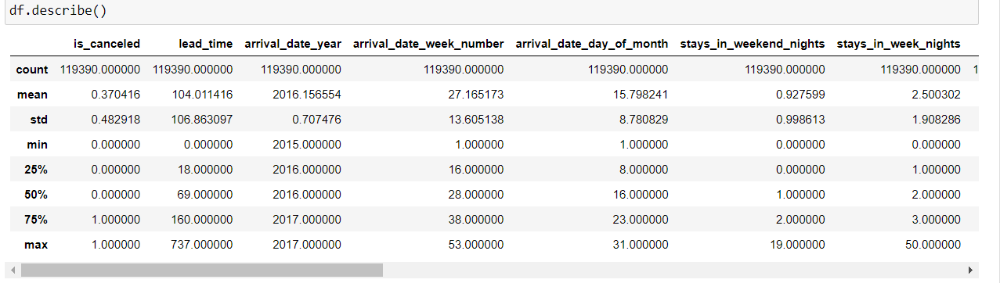 df.describe()
is_canceled lead_time arrival_date_year arrival_date_week_number arrival_date_day_of_month stays_in_weekend_nights stays_in_week_nights
count 119390.000000 119390.000000 119390.000000 119390.000000 119390.000000 119390.000000 119390.000000 1
mean 0.370416 104.011416 2016.156554 27.165173 15.798241 0.927599 2.500302
std 0.482918 106.863097 0.707476 13.605138 8.780829 0.998613 1.908286
min 0.000000 0.000000 2015.000000 1.000000 1.000000 0.000000 0.000000
25% 0.000000 18.000000 2016.000000 16.000000 8.000000 0.000000 1.000000
50% 0.000000 69.000000 2016.000000 28.000000 16.000000 1.000000 2.000000
75% 1.000000 160.000000 2017.000000 38.000000 23.000000 2.000000 3.000000
max 1.000000 737.000000 2017.000000 53.000000 31.000000 19.000000 50.000000